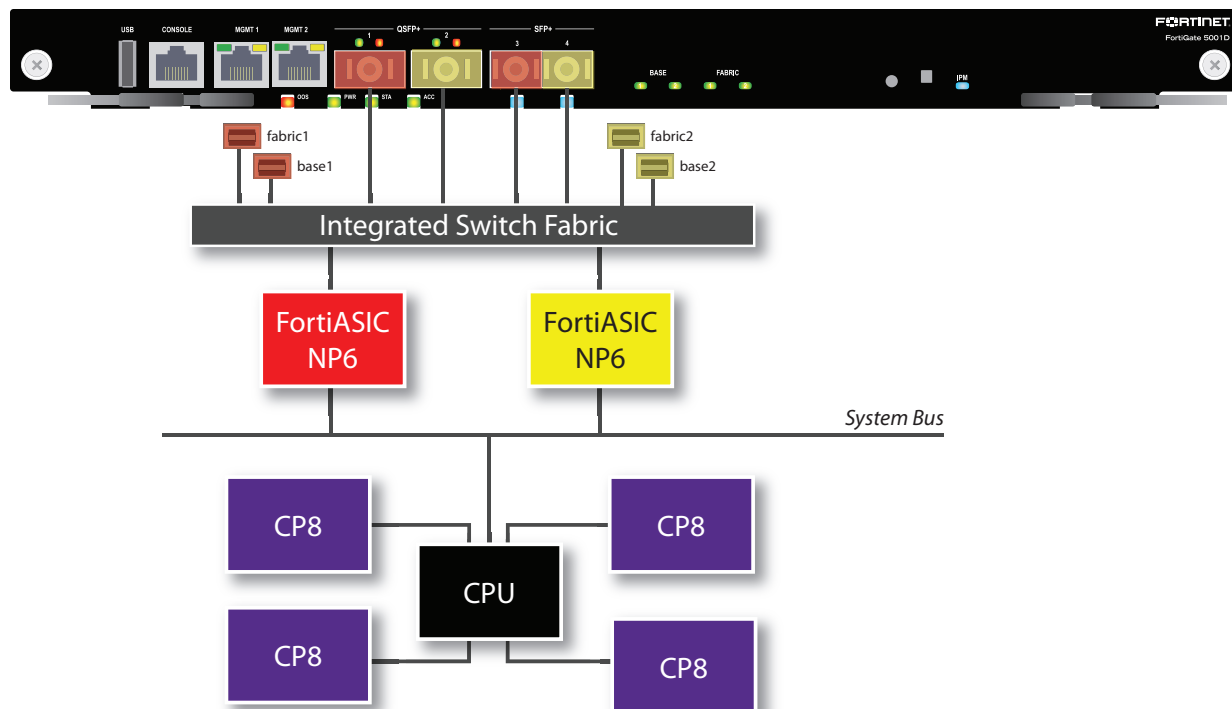 USB
CONSOLE
MGMT 1
MGMT 2
QSFP+
1
2
SFP+
3
4
FORTINET
FortiGate 5001D
BASE
FABRIC
IPM
OOS
PWR
STA
ACC
fabric1
base1
fabric2
base2
Integrated Switch Fabric
FortiASIC
NP6
FortiASIC
NP6
System Bus
CP8
CP8
CPU
CP8
CP8